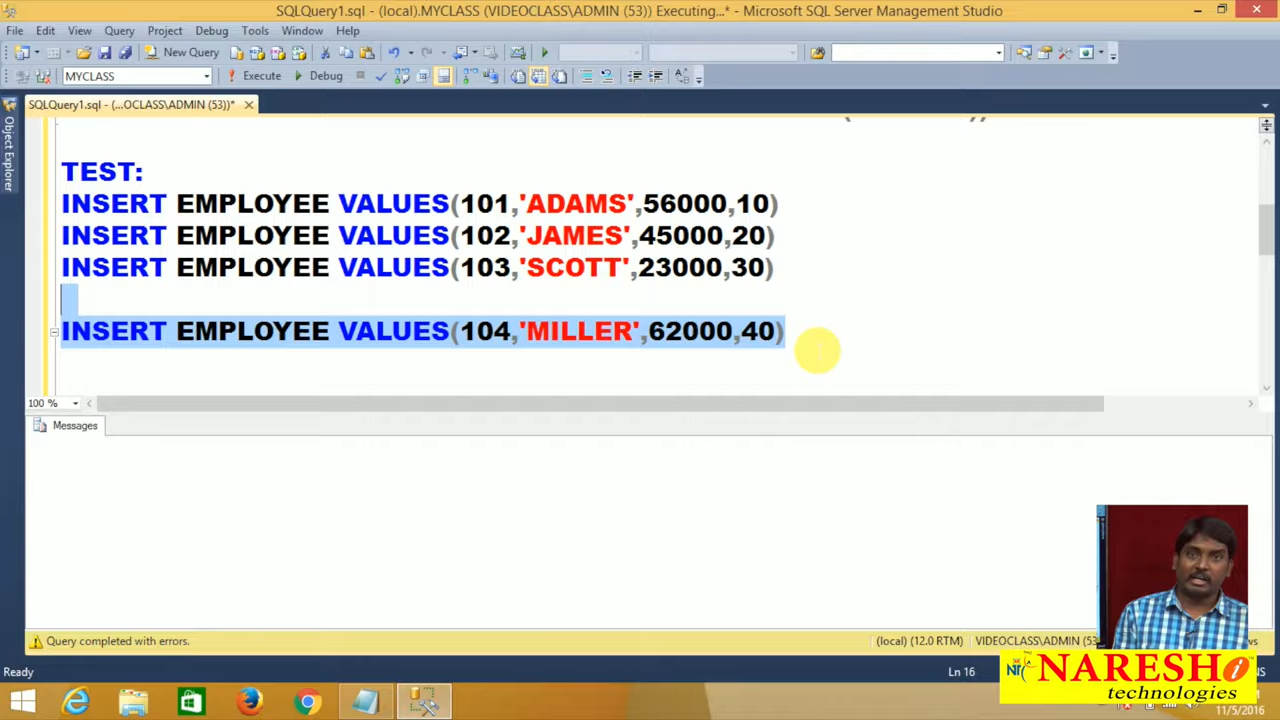 SQLQuery1.sql - (local).MYCLASS (VIDEOCLASS\ADMIN (53)) Executing...* - Microsoft SQL Server Management Studio
File Edit View Query Project Debug Tools Window Help
New Query
MYCLASS Execute Debug
SQLQuery1.sql - (...OCLASS\ADMIN (53))*
Object Explorer
TEST:
INSERT EMPLOYEE VALUES(101,'ADAMS',56000,10)
INSERT EMPLOYEE VALUES(102,'JAMES',45000,20)
INSERT EMPLOYEE VALUES(103,'SCOTT',23000,30)
INSERT EMPLOYEE VALUES(104,'MILLER',62000,40)
100 %
Messages
Query completed with errors. (local) (12.0 RTM) VIDEOCLASS\ADMIN (53)
Ready Ln 16
NARESH i
technologies
11/5/2016